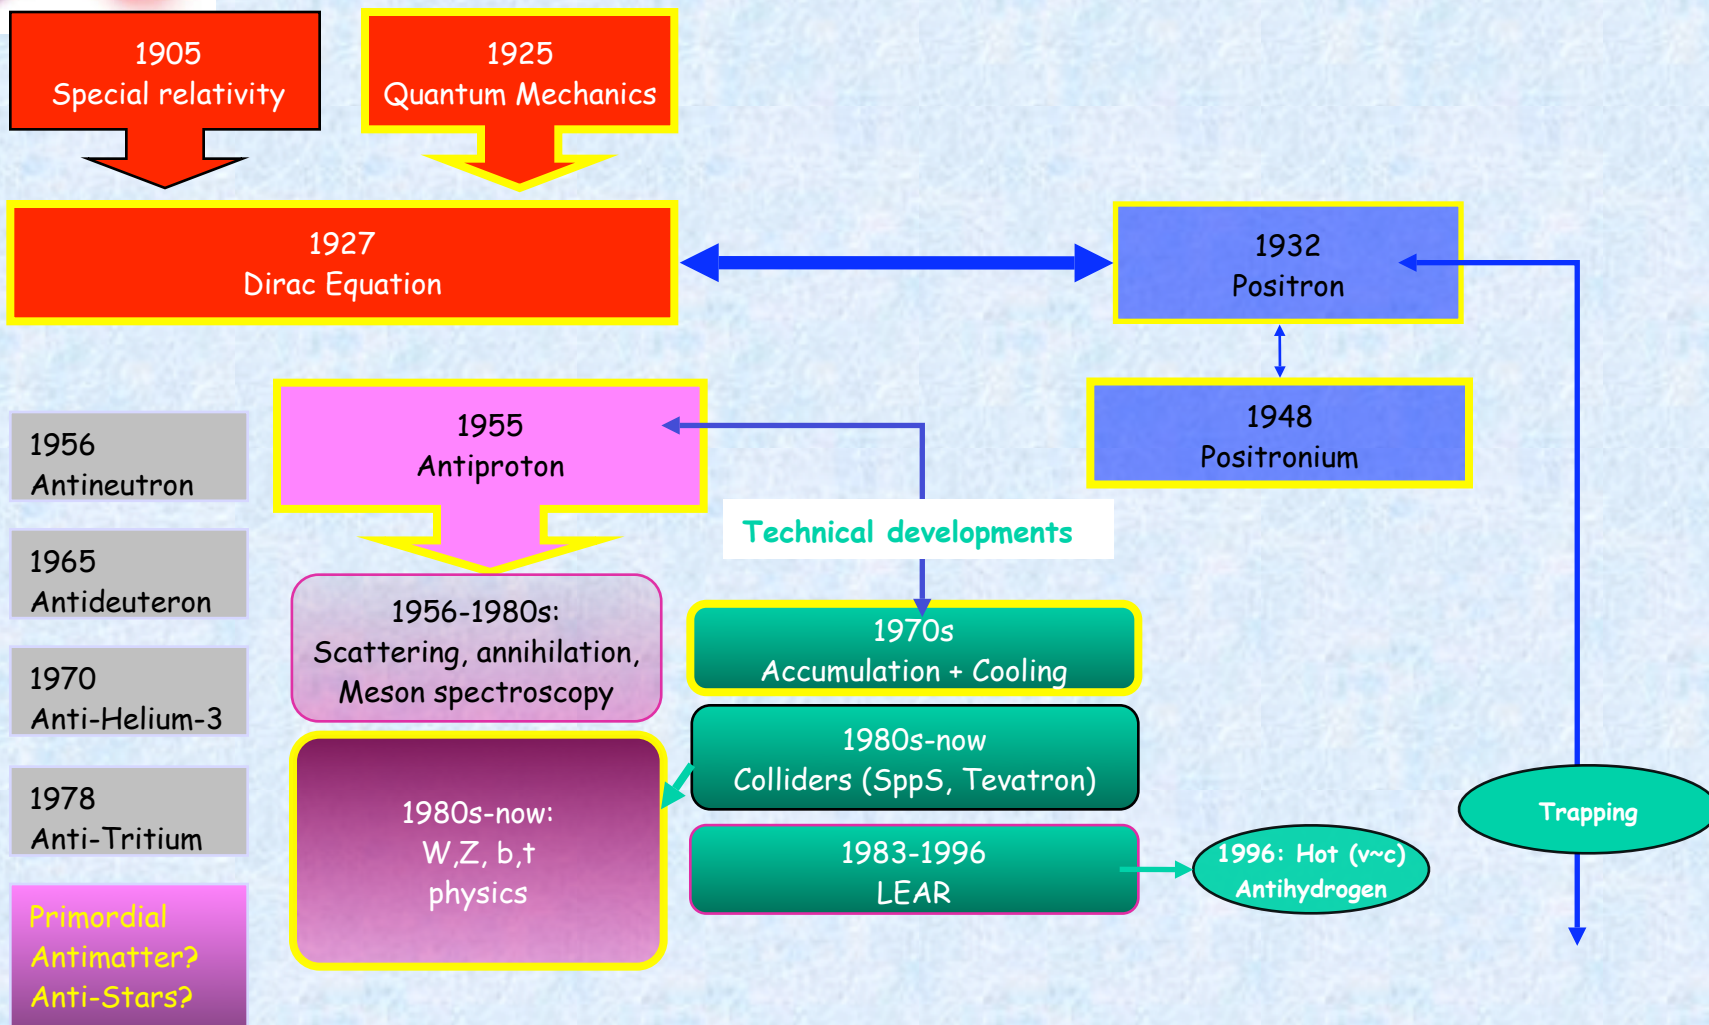 1905
Special relativity
1925
Quantum Mechanics
1927
Dirac Equation
1932
Positron
1948
Positronium
1955
Antiproton
Technical developments
1956
Antineutron
1965
Antideuteron
1970
Anti-Helium-3
1978
Anti-Tritium
Primordial
Antimatter?
Anti-Stars?
1956-1980s:
Scattering, annihilation,
Meson spectroscopy
1980s-now:
W,Z, b,t
physics
1970s
Accumulation + Cooling
1980s-now
Colliders (SppS, Tevatron)
1983-1996
LEAR
1996: Hot (v~c)
Antihydrogen
Trapping